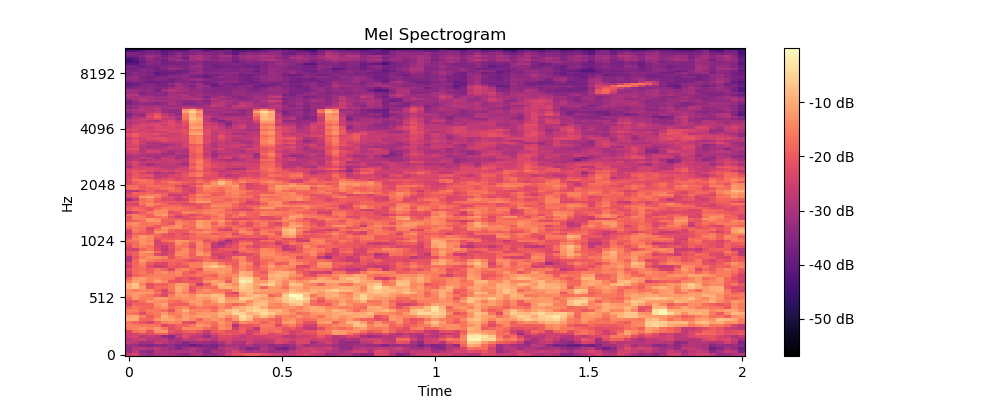 Mel Spectrogram
Hz
8192
4096
2048
1024
512
0
0 0.5 1 1.5 2
Time
-10 dB
-20 dB
-30 dB
-40 dB
-50 dB